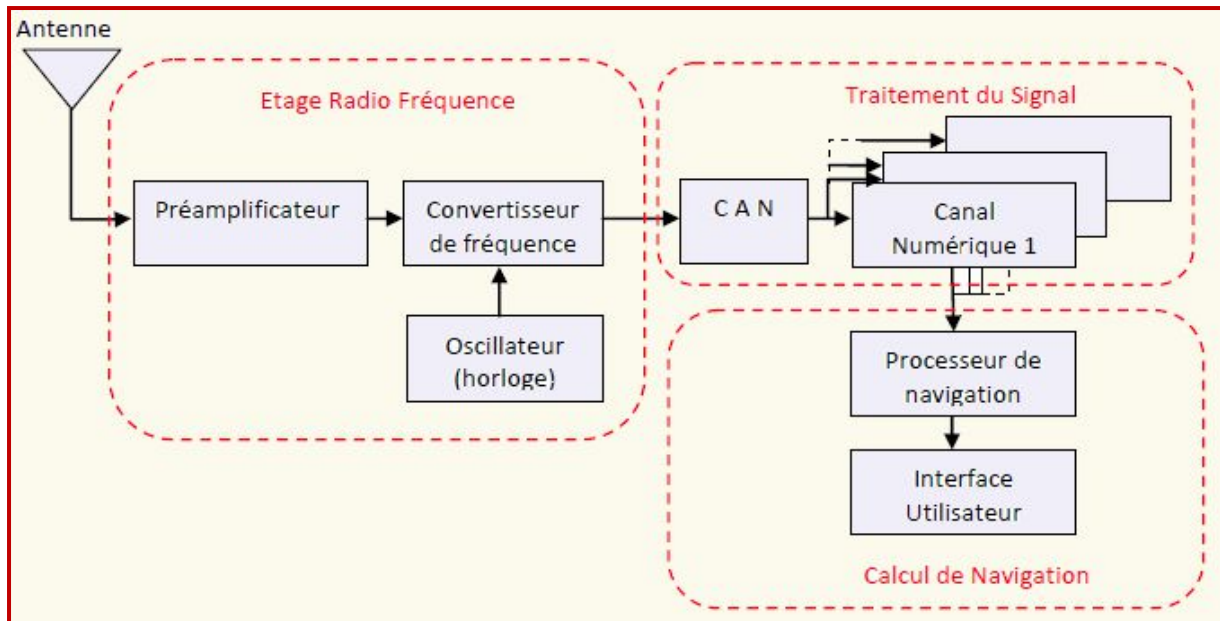 Antenne
Etage Radio Fréquence
Traitement du Signal
Préamplificateur
Convertisseur
de fréquence
C A N
Canal
Numérique 1
Oscillateur
(horloge)
Processeur de
navigation
Interface
Utilisateur
Calcul de Navigation